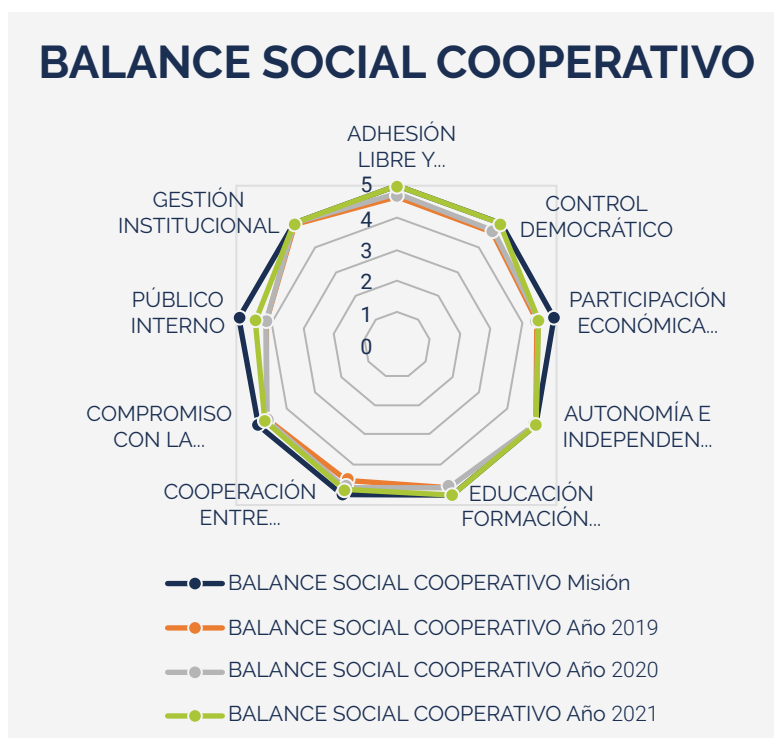 BALANCE SOCIAL COOPERATIVO
ADHESIÓN
LIBRE Y...
GESTIÓN
INSTITUCIONAL
CONTROL
DEMOCRÁTICO
PÚBLICO
INTERNO
PARTICIPACIÓN
ECONÓMICA...
COMPROMISO
CON LA...
AUTONOMÍA E
INDEPENDEN...
COOPERACIÓN
ENTRE...
EDUCACIÓN
FORMACIÓN...
5
4
3
2
1
0
BALANCE SOCIAL COOPERATIVO Misión
BALANCE SOCIAL COOPERATIVO Año 2019
BALANCE SOCIAL COOPERATIVO Año 2020
BALANCE SOCIAL COOPERATIVO Año 2021